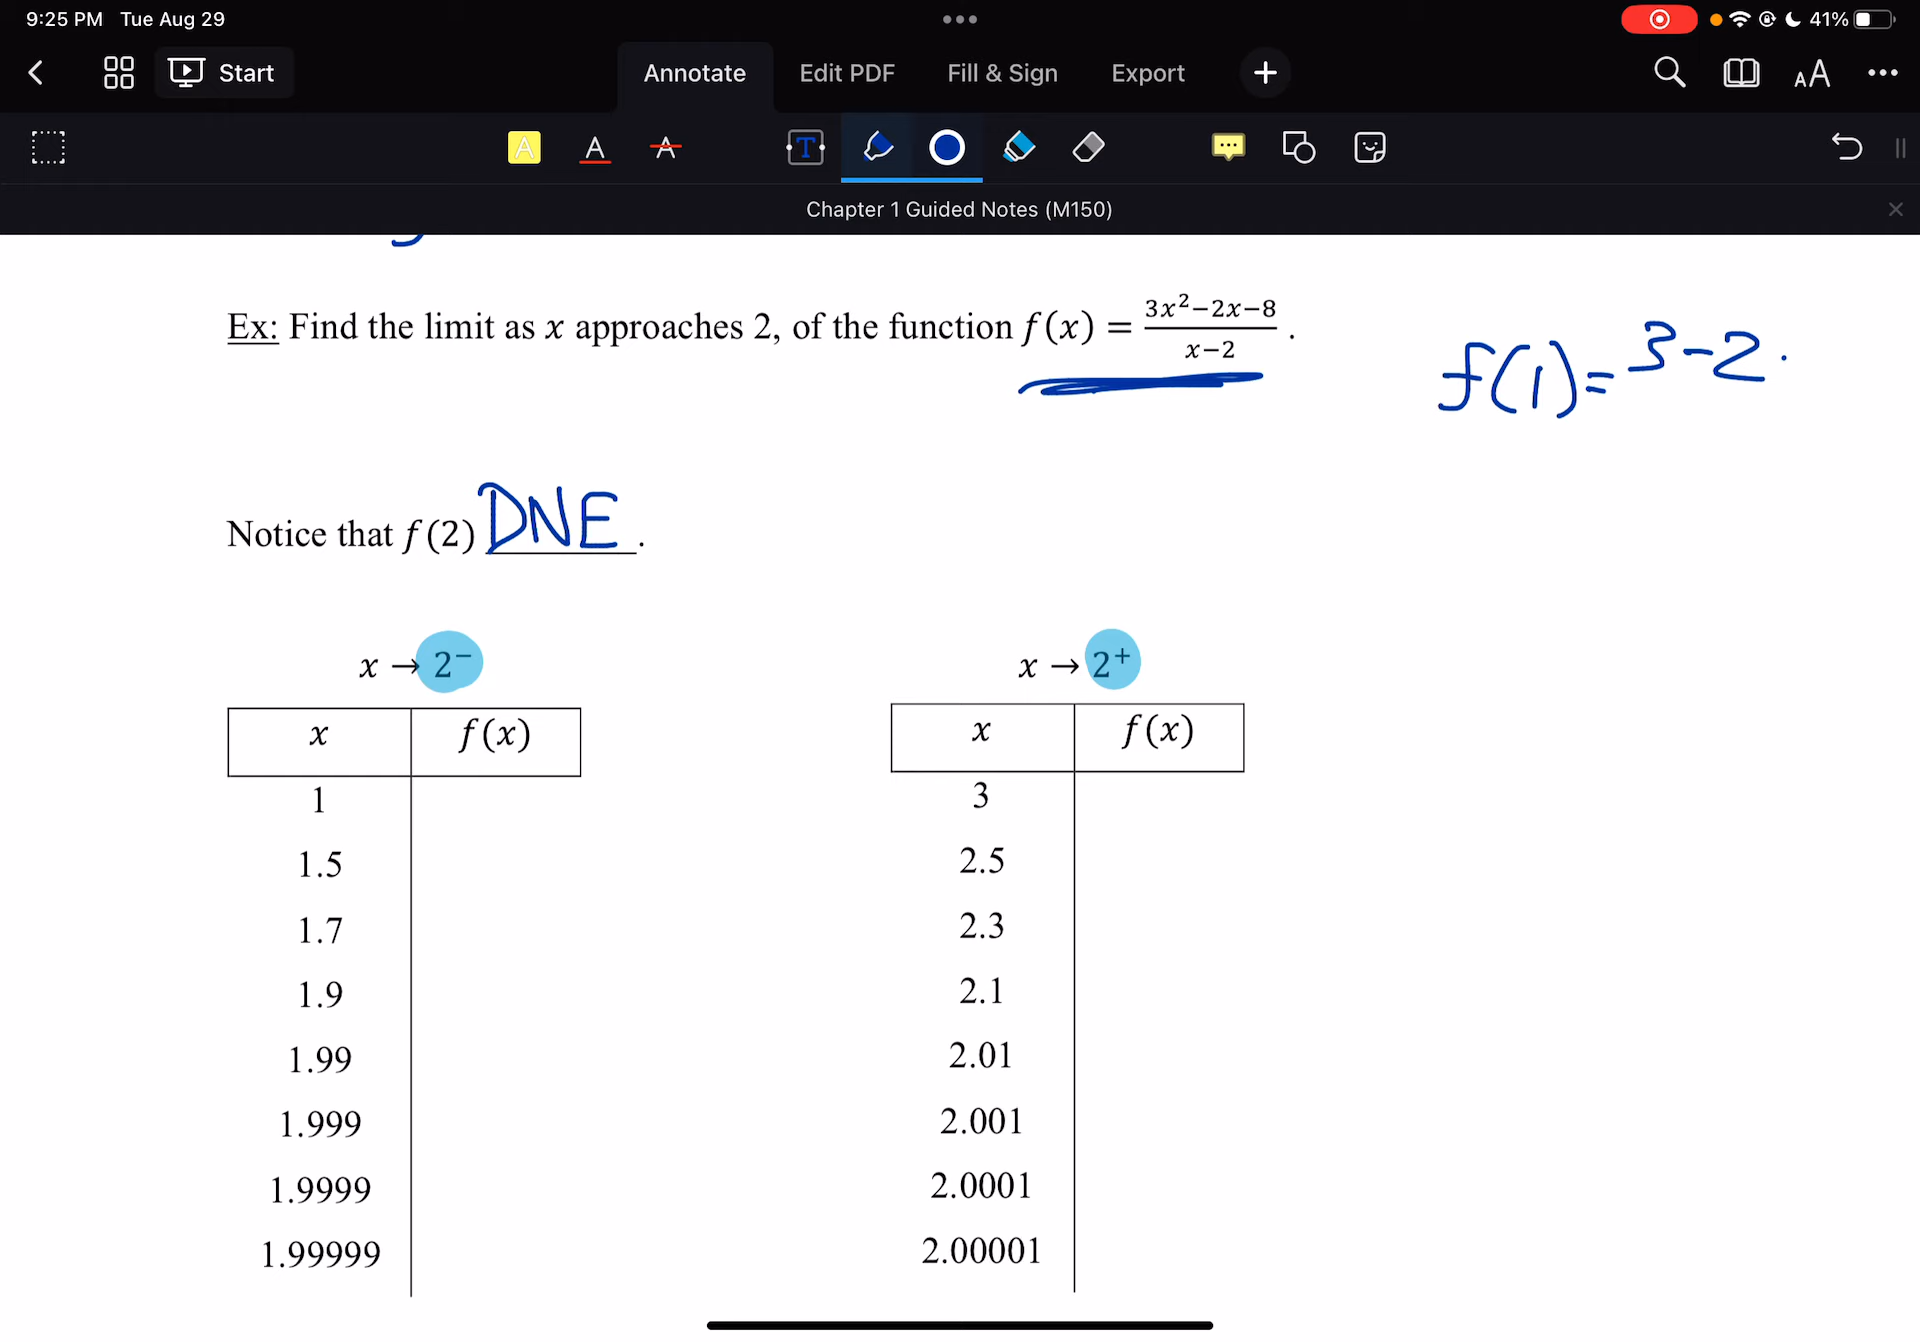 9:25 PM Tue Aug 29
41%
Start
Annotate
Edit PDF
Fill & Sign
Export
AA
A A A T
Chapter 1 Guided Notes (M150)
Ex: Find the limit as x approaches 2, of the function f(x) = (3x²−2x−8)/(x−2) .
f(1)= 3-2.
Notice that f(2) DNE .
x → 2⁻
x f(x)
1
1.5
1.7
1.9
1.99
1.999
1.9999
1.99999
x → 2⁺
x f(x)
3
2.5
2.3
2.1
2.01
2.001
2.0001
2.00001